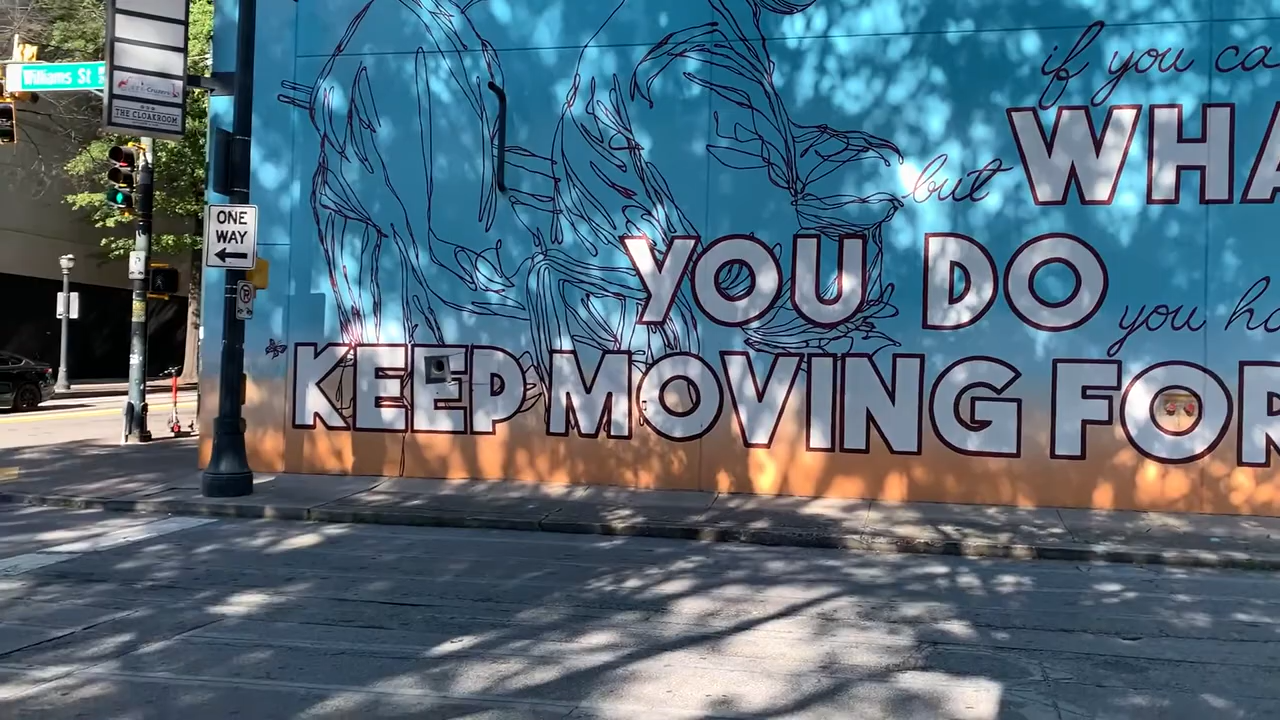 Williams St
THE CLOAKROOM
ONE
WAY
if you ca
but WHA
YOU DO you ha
KEEP MOVING FOR